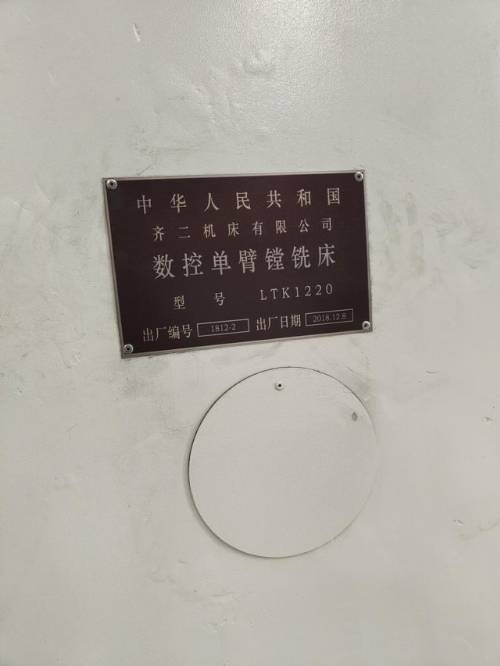 中华人民共和国
齐二机床有限公司
数控单臂镗铣床
型号 LTK1220
出厂编号 1812-2 出厂日期 2018.12.8